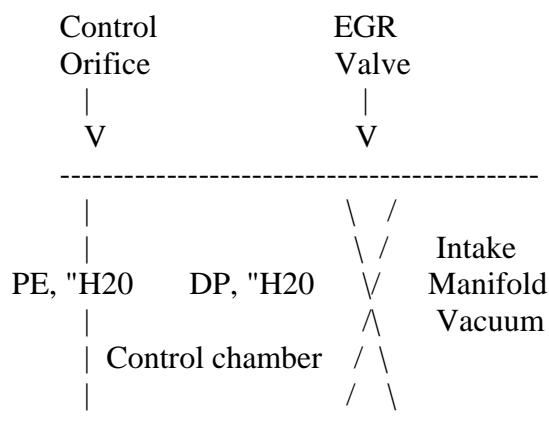 Control EGR
Orifice Valve
| |
V V
---------------------------------------------
| \ /
| \ / Intake
PE, "H20 DP, "H20 \/ Manifold
| /\ Vacuum
| Control chamber / \
| / \